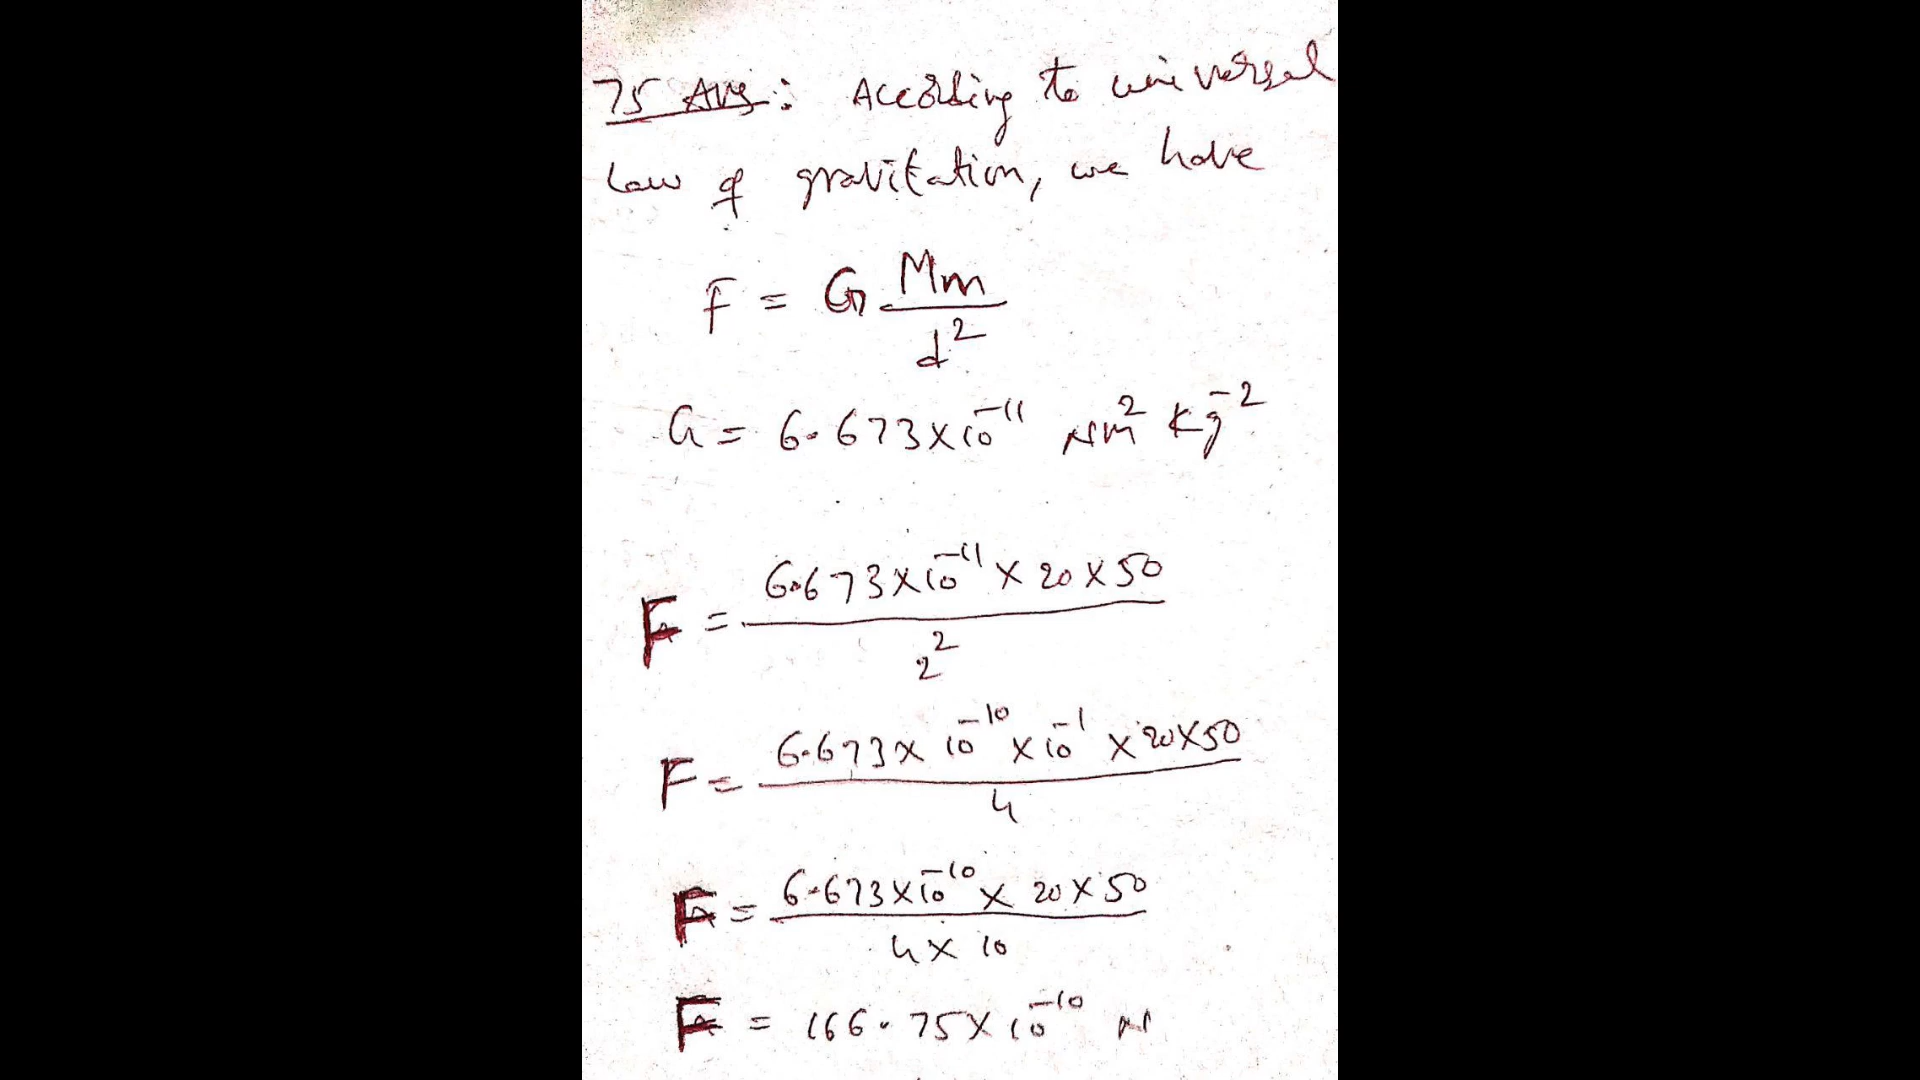 75 Ans: According to universal
law of gravitation, we have
F = G Mm / d²
G = 6.673×10⁻¹¹ Nm² Kg⁻²
F = 6.673×10⁻¹¹ × 20 × 50 / 2²
F = 6.673× 10⁻¹⁰ × 10⁻¹ × 20×50 / 4
F = 6.673×10⁻¹⁰ × 20 × 50 / 4 × 10
F = 166.75×10⁻¹⁰ N